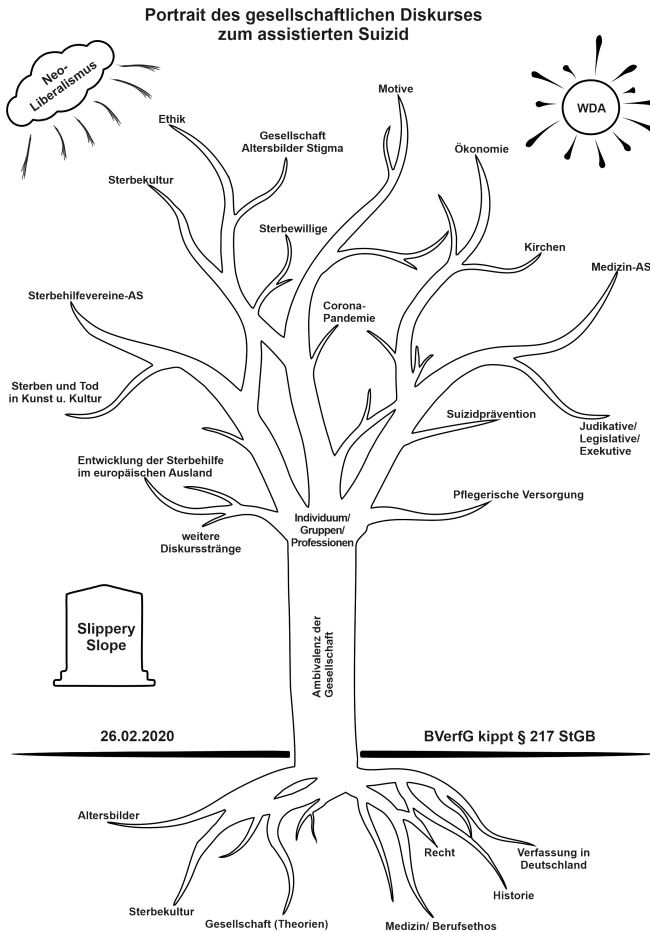 Portrait des gesellschaftlichen Diskurses
zum assistierten Suizid
Neo-
Liberalismus
WDA
Motive
Ethik
Gesellschaft
Altersbilder Stigma
Ökonomie
Sterbekultur
Sterbewillige
Kirchen
Medizin-AS
Sterbehilfevereine-AS
Corona-
Pandemie
Sterben und Tod
in Kunst u. Kultur
Suizidprävention
Judikative/
Legislative/
Exekutive
Entwicklung der Sterbehilfe
im europäischen Ausland
Pflegerische Versorgung
weitere
Diskursstränge
Individuum/
Gruppen/
Professionen
Slippery
Slope
Ambivalenz der
Gesellschaft
26.02.2020
BVerfG kippt § 217 StGB
Altersbilder
Recht
Verfassung in
Deutschland
Historie
Sterbekultur
Gesellschaft (Theorien)
Medizin/ Berufsethos